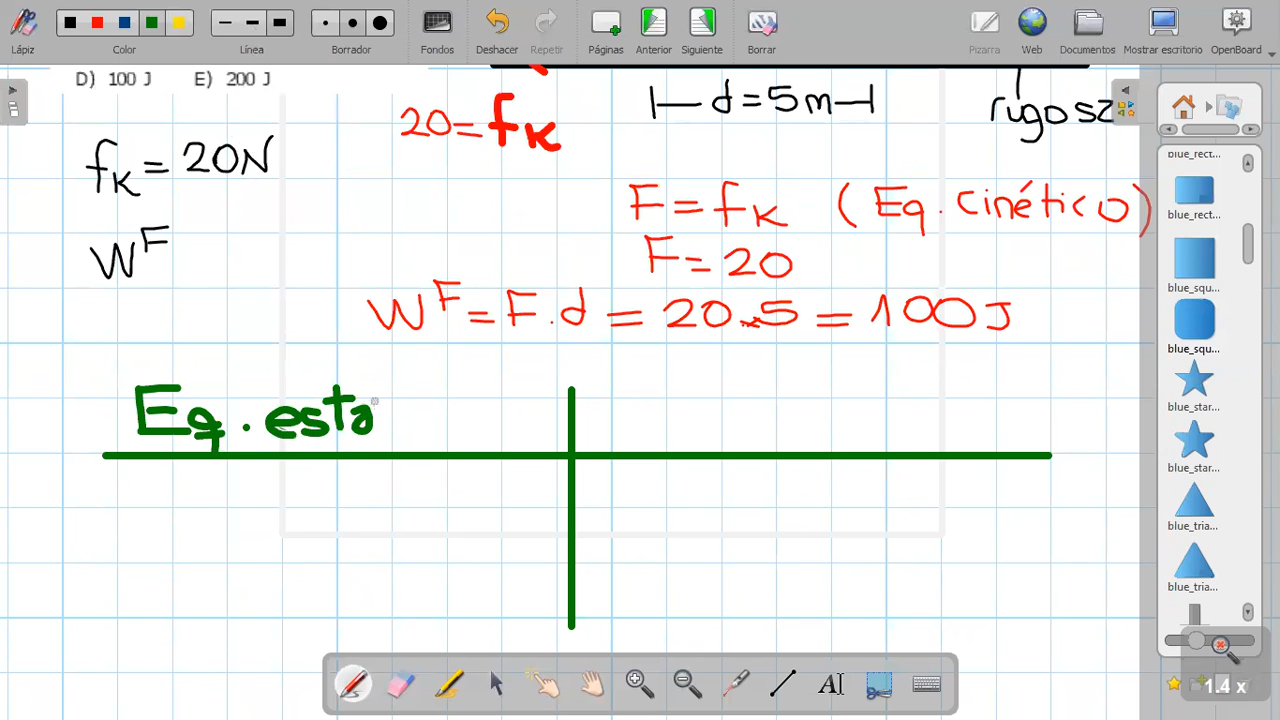 Lápiz Color Línea Borrador Fondos Deshacer Repetir Páginas Anterior Siguiente Borrar Pizarra Web Documentos Mostrar escritorio OpenBoard
D) 100 J E) 200 J
|— d = 5m —|
20 = fK
rugosz
fK = 20N
F = fK (Eq. cinético)
WF
F = 20
WF = F.d = 20 x 5 = 100J
Eq. esta
blue_rect...
blue_rect...
blue_squ...
blue_squ...
blue_star...
blue_star...
blue_tria...
blue_tria...
1.4 x